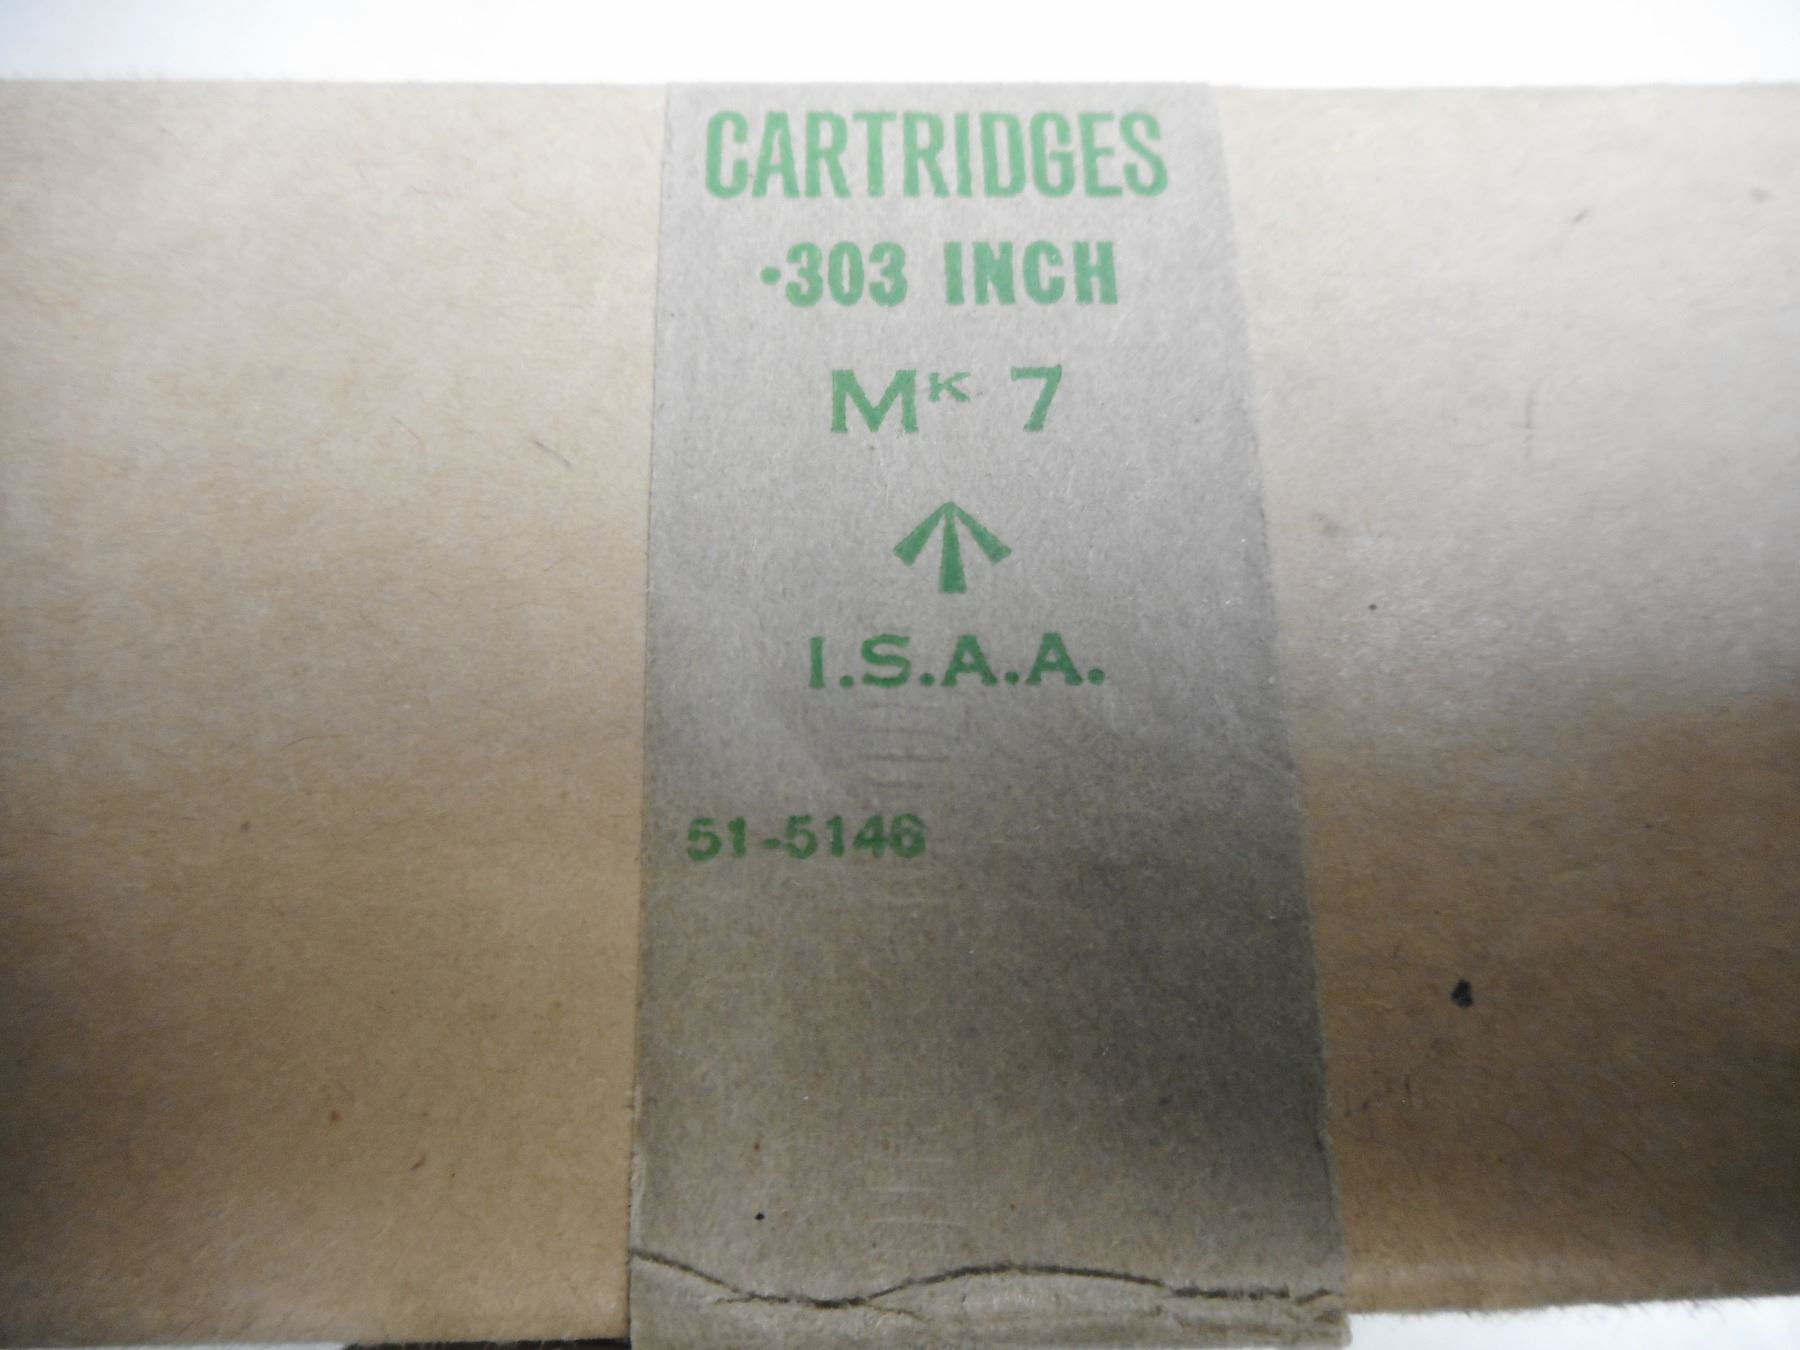 CARTRIDGES
·303 INCH
Mᴷ 7
I.S.A.A.
51-5146